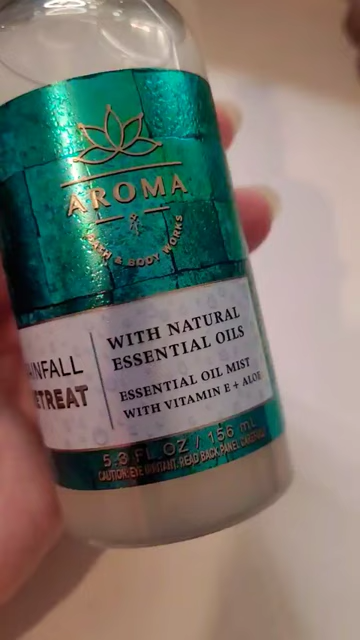 AROMA
BY
BATH & BODY WORKS
AINFALL
ETREAT
WITH NATURAL
ESSENTIAL OILS
ESSENTIAL OIL MIST
WITH VITAMIN E + ALOE
5.3 FL OZ / 156 mL
CAUTION: EYE IRRITANT. READ BACK PANEL CAREFULLY